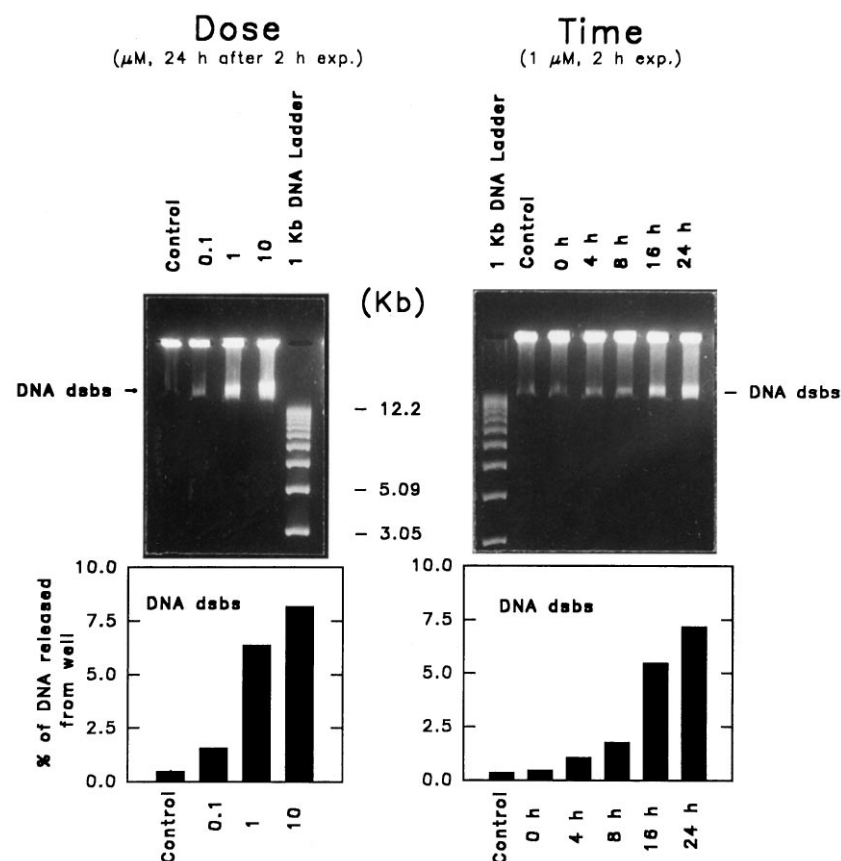 Dose
(μM, 24 h after 2 h exp.)
Control
0.1
1
10
1 Kb DNA Ladder
Time
(1 μM, 2 h exp.)
1 Kb DNA Ladder
Control
0 h
4 h
8 h
16 h
24 h
(Kb)
DNA dsbs →
– 12.2
– 5.09
– 3.05
– DNA dsbs
% of DNA released
from well
10.0
7.5
5.0
2.5
0.0
DNA dsbs
Control
0.1
1
10
10.0
7.5
5.0
2.5
0.0
DNA dsbs
Control
0 h
4 h
8 h
16 h
24 h